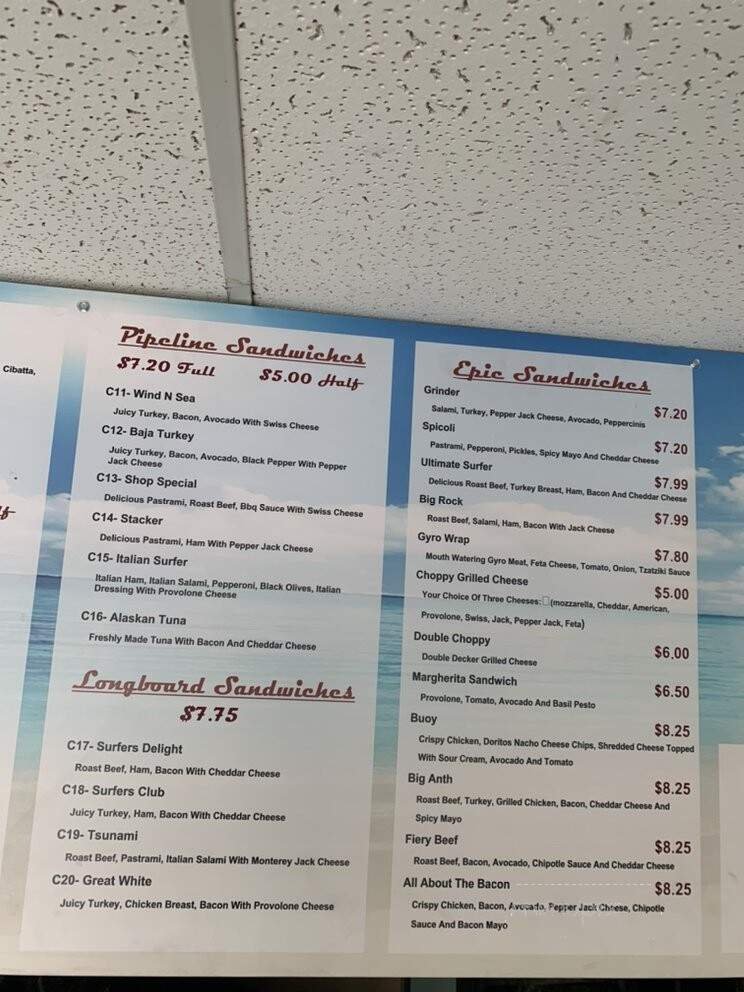 Cibatta,
Pipeline Sandwiches
$7.20 Full $5.00 Half
C11- Wind N Sea
Juicy Turkey, Bacon, Avocado With Swiss Cheese
C12- Baja Turkey
Juicy Turkey, Bacon, Avocado, Black Pepper With Pepper
Jack Cheese
C13- Shop Special
Delicious Pastrami, Roast Beef, Bbq Sauce With Swiss Cheese
C14- Stacker
Delicious Pastrami, Ham With Pepper Jack Cheese
C15- Italian Surfer
Italian Ham, Italian Salami, Pepperoni, Black Olives, Italian
Dressing With Provolone Cheese
C16- Alaskan Tuna
Freshly Made Tuna With Bacon And Cheddar Cheese
Longboard Sandwiches
$7.75
C17- Surfers Delight
Roast Beef, Ham, Bacon With Cheddar Cheese
C18- Surfers Club
Juicy Turkey, Ham, Bacon With Cheddar Cheese
C19- Tsunami
Roast Beef, Pastrami, Italian Salami With Monterey Jack Cheese
C20- Great White
Juicy Turkey, Chicken Breast, Bacon With Provolone Cheese
Epic Sandwiches
Grinder $7.20
Salami, Turkey, Pepper Jack Cheese, Avocado, Peppercinis
Spicoli $7.20
Pastrami, Pepperoni, Pickles, Spicy Mayo And Cheddar Cheese
Ultimate Surfer $7.99
Delicious Roast Beef, Turkey Breast, Ham, Bacon And Cheddar Cheese
Big Rock $7.99
Roast Beef, Salami, Ham, Bacon With Jack Cheese
Gyro Wrap $7.80
Mouth Watering Gyro Meat, Feta Cheese, Tomato, Onion, Tzatziki Sauce
Choppy Grilled Cheese $5.00
Your Choice Of Three Cheeses: (mozzarella, Cheddar, American,
Provolone, Swiss, Jack, Pepper Jack, Feta)
Double Choppy $6.00
Double Decker Grilled Cheese
Margherita Sandwich $6.50
Provolone, Tomato, Avocado And Basil Pesto
Buoy $8.25
Crispy Chicken, Doritos Nacho Cheese Chips, Shredded Cheese Topped
With Sour Cream, Avocado And Tomato
Big Anth $8.25
Roast Beef, Turkey, Grilled Chicken, Bacon, Cheddar Cheese And
Spicy Mayo
Fiery Beef $8.25
Roast Beef, Bacon, Avocado, Chipotle Sauce And Cheddar Cheese
All About The Bacon $8.25
Crispy Chicken, Bacon, Avocado, Pepper Jack Cheese, Chipotle
Sauce And Bacon Mayo